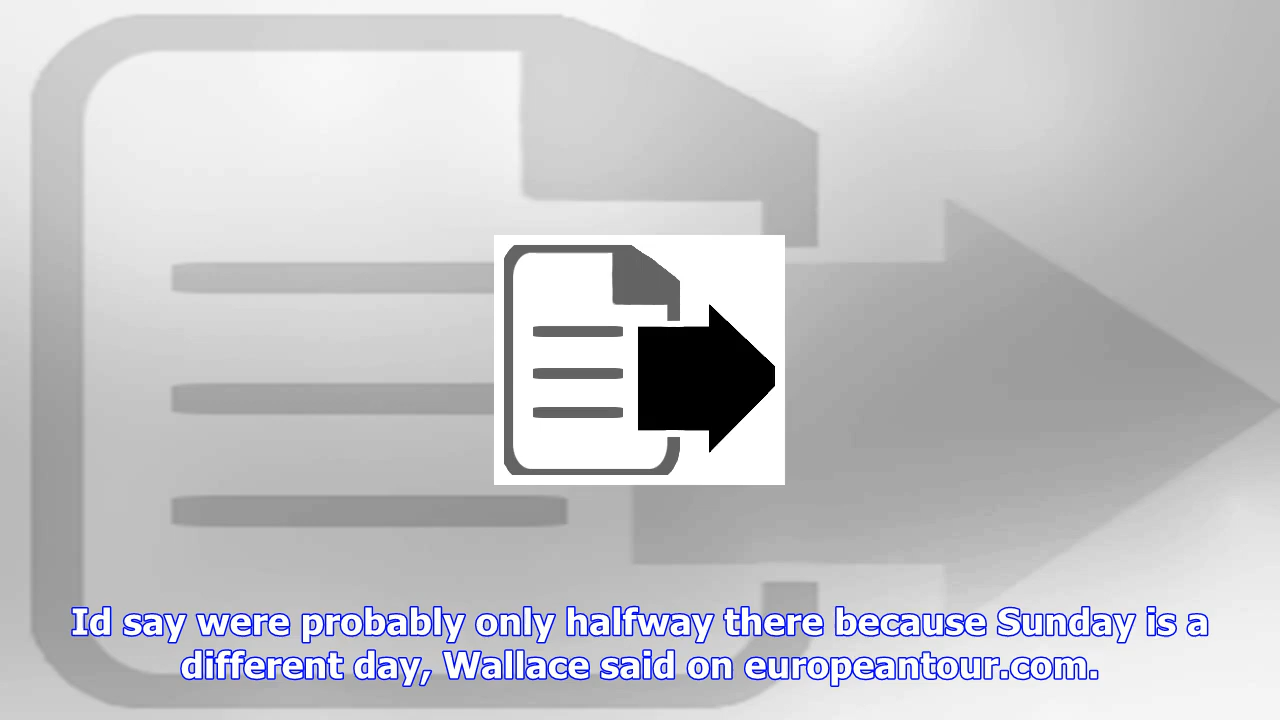 Id say were probably only halfway there because Sunday is a
different day, Wallace said on europeantour.com.